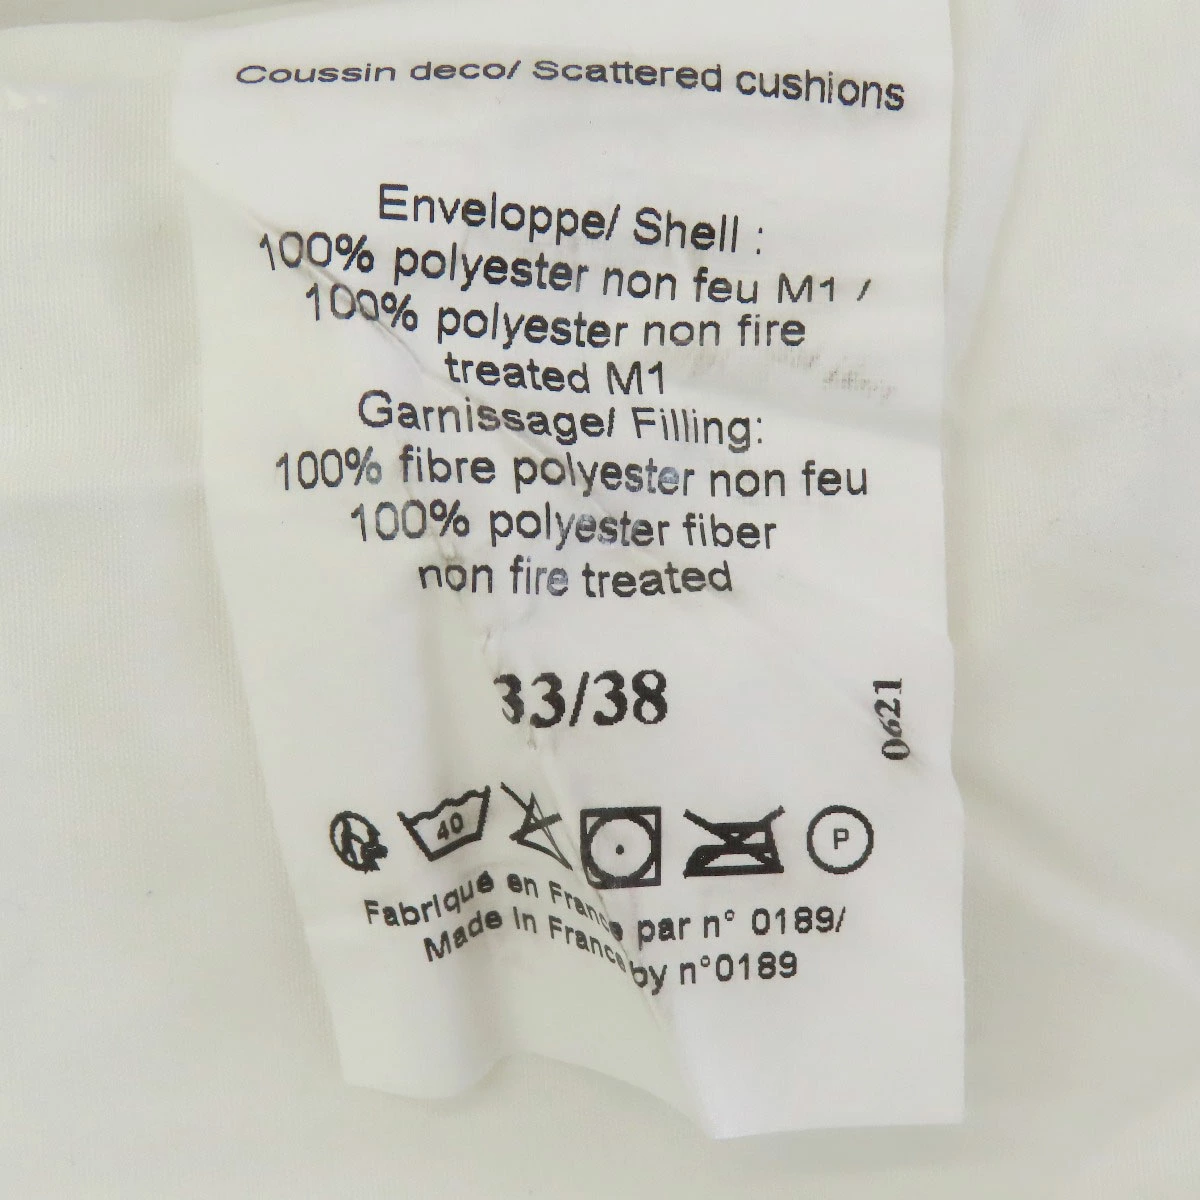 Coussin deco/ Scattered cushions
Enveloppe/ Shell :
100% polyester non feu M1 /
100% polyester non fire
treated M1
Garnissage/ Filling:
100% fibre polyester non feu
100% polyester fiber
non fire treated
33/38
0621
40
P
Fabriqué en France par n° 0189/
Made in France by n°0189